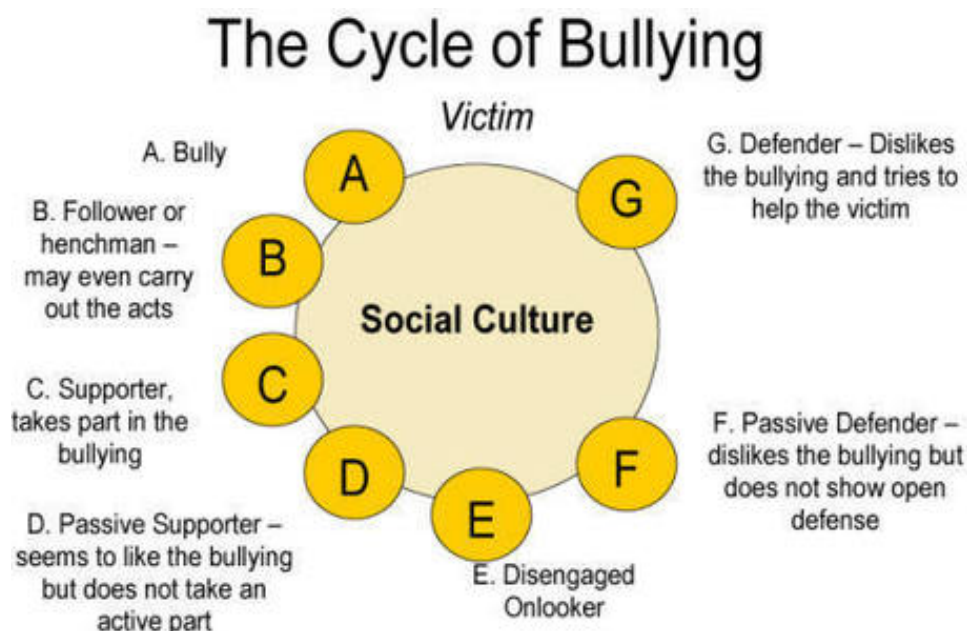 The Cycle of Bullying
Victim
A. Bully
B. Follower or
henchman –
may even carry
out the acts
C. Supporter,
takes part in the
bullying
D. Passive Supporter –
seems to like the bullying
but does not take an
active part
E. Disengaged
Onlooker
F. Passive Defender –
dislikes the bullying but
does not show open
defense
G. Defender – Dislikes
the bullying and tries to
help the victim
A
B
C
D
E
F
G
Social Culture